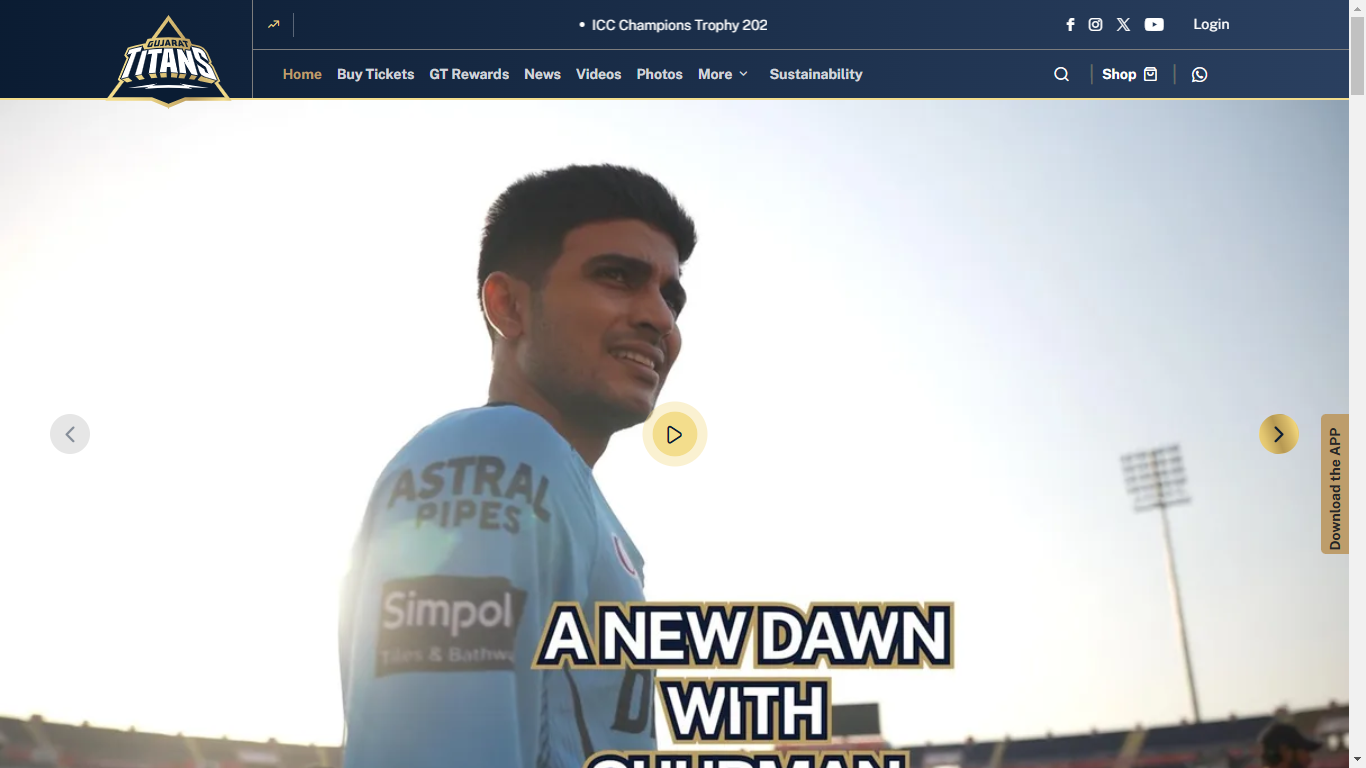 GUJARAT
TITANS
• ICC Champions Trophy 202
Login
Home Buy Tickets GT Rewards News Videos Photos More Sustainability
Shop
Download the APP
ASTRAL
PIPES
Simpol
Tiles & Bathw
A NEW DAWN
WITH